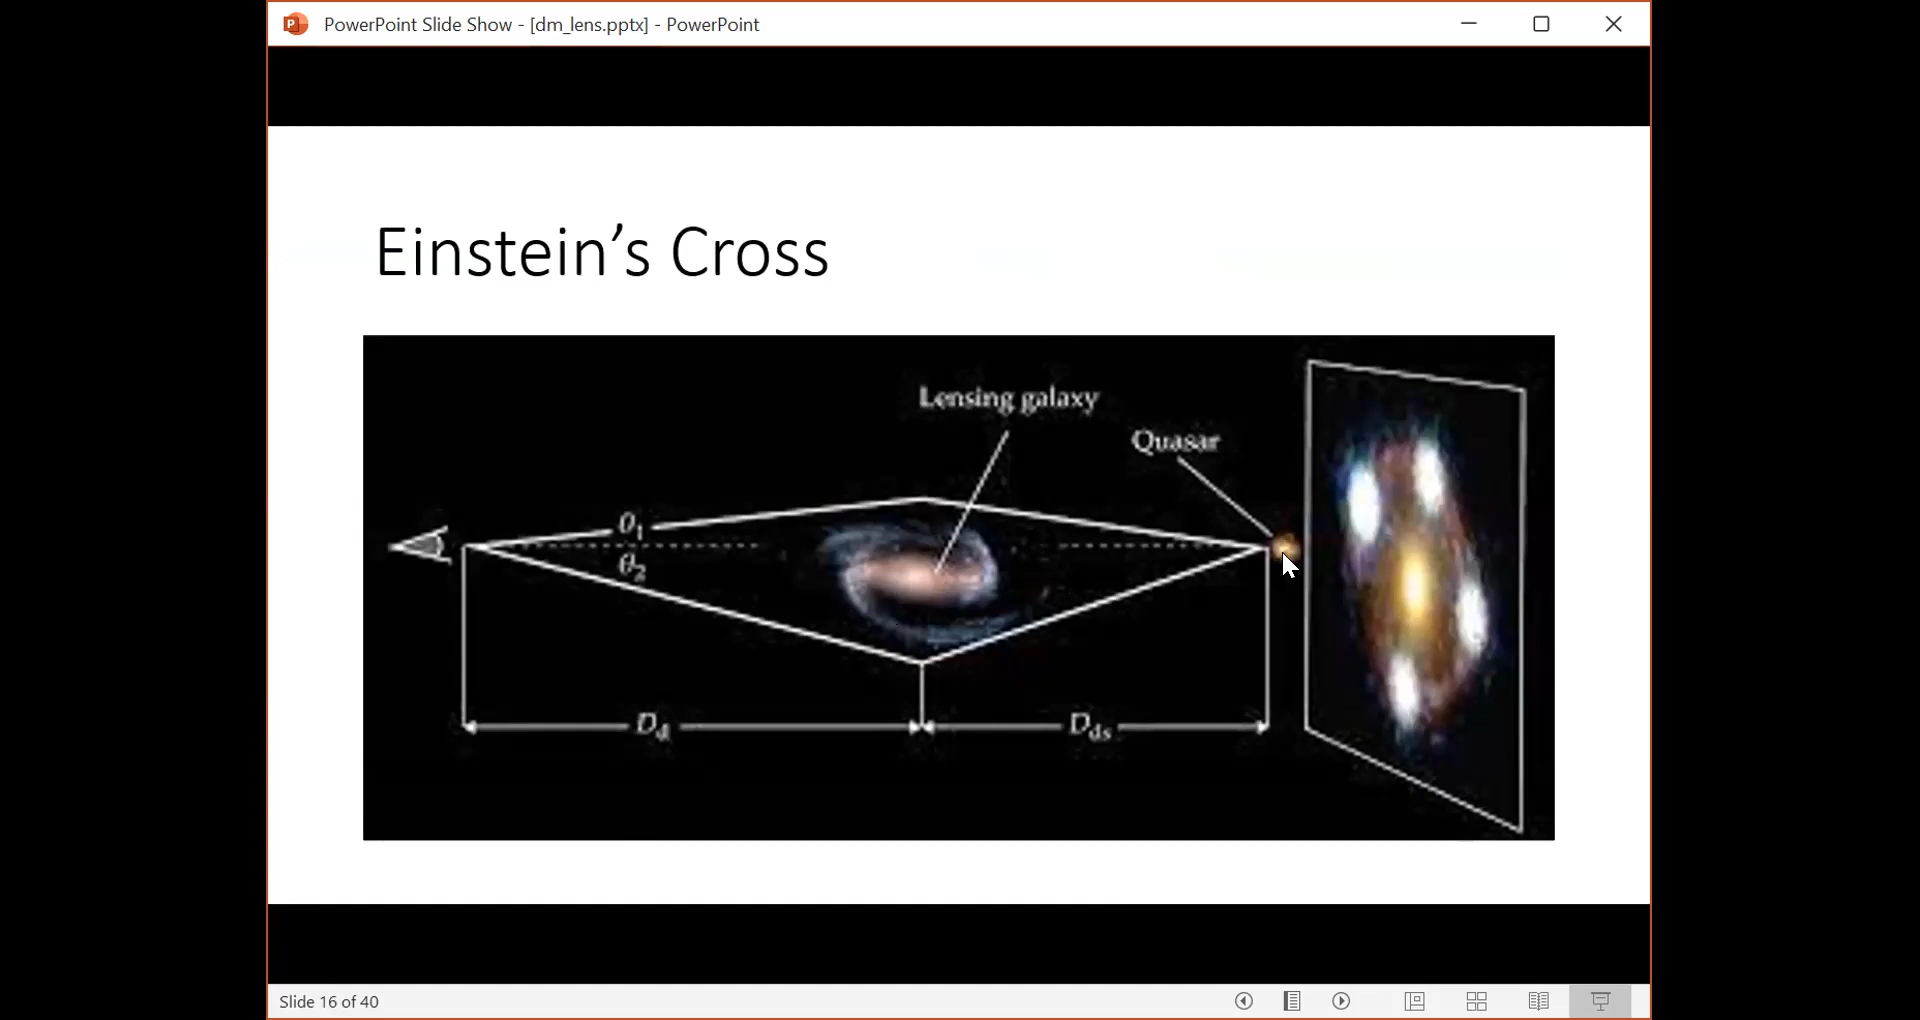 PowerPoint Slide Show - [dm_lens.pptx] - PowerPoint
Einstein’s Cross
Lensing galaxy
Quasar
θ1
θ2
Dd
Dds
Slide 16 of 40